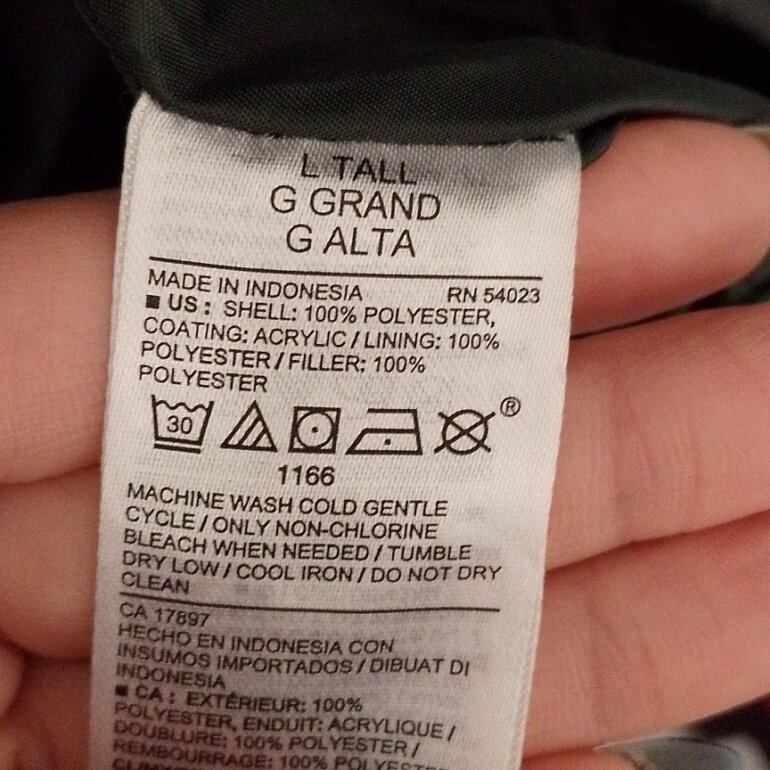 L TALL
G GRAND
G ALTA
MADE IN INDONESIA RN 54023
■ US : SHELL: 100% POLYESTER,
COATING: ACRYLIC / LINING: 100%
POLYESTER / FILLER: 100%
POLYESTER
30 ®
1166
MACHINE WASH COLD GENTLE
CYCLE / ONLY NON-CHLORINE
BLEACH WHEN NEEDED / TUMBLE
DRY LOW / COOL IRON / DO NOT DRY
CLEAN
CA 17897
HECHO EN INDONESIA CON
INSUMOS IMPORTADOS / DIBUAT DI
INDONESIA
■ CA : EXTÉRIEUR: 100%
POLYESTER, ENDUIT: ACRYLIQUE /
DOUBLURE: 100% POLYESTER /
REMBOURRAGE: 100% POLYESTER